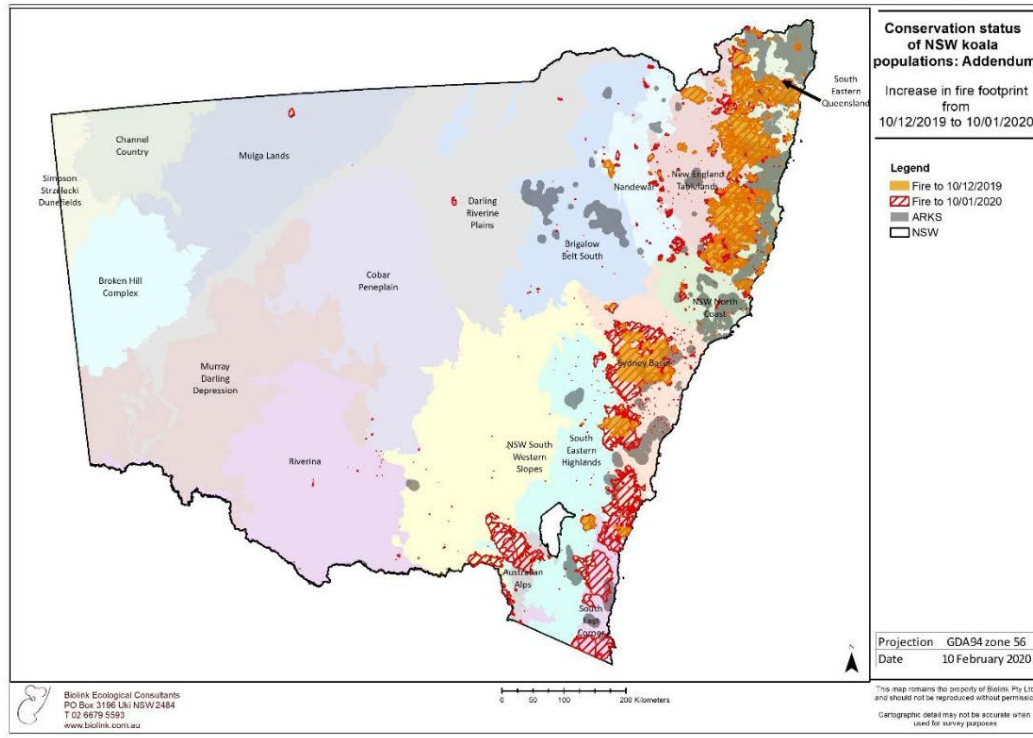 Conservation status
of NSW koala
populations: Addendum
Increase in fire footprint
from
10/12/2019 to 10/01/2020
Legend
Fire to 10/12/2019
Fire to 10/01/2020
ARKS
NSW
South
Eastern
Queensland
Channel
Country
Mulga Lands
Simpson
Strzelecki
Dunefields
Broken Hill
Complex
Darling
Riverine
Plains
Nandewar
New England
Tablelands
Brigalow
Belt South
Cobar
Peneplain
NSW North
Coast
Sydney Basin
Murray
Darling
Depression
Riverina
NSW South
Western
Slopes
South
Eastern
Highlands
Australian
Alps
South
East
Corner
N
Projection GDA94 zone 56
Date 10 February 2020
Biolink Ecological Consultants
PO Box 3196 Uki NSW 2484
T 02 6679 5593
www.biolink.com.au
0 50 100 200 Kilometers
This map remains the property of Biolink Pty Ltd
and should not be reproduced without permissio
Cartographic detail may not be accurate when
used for survey purposes